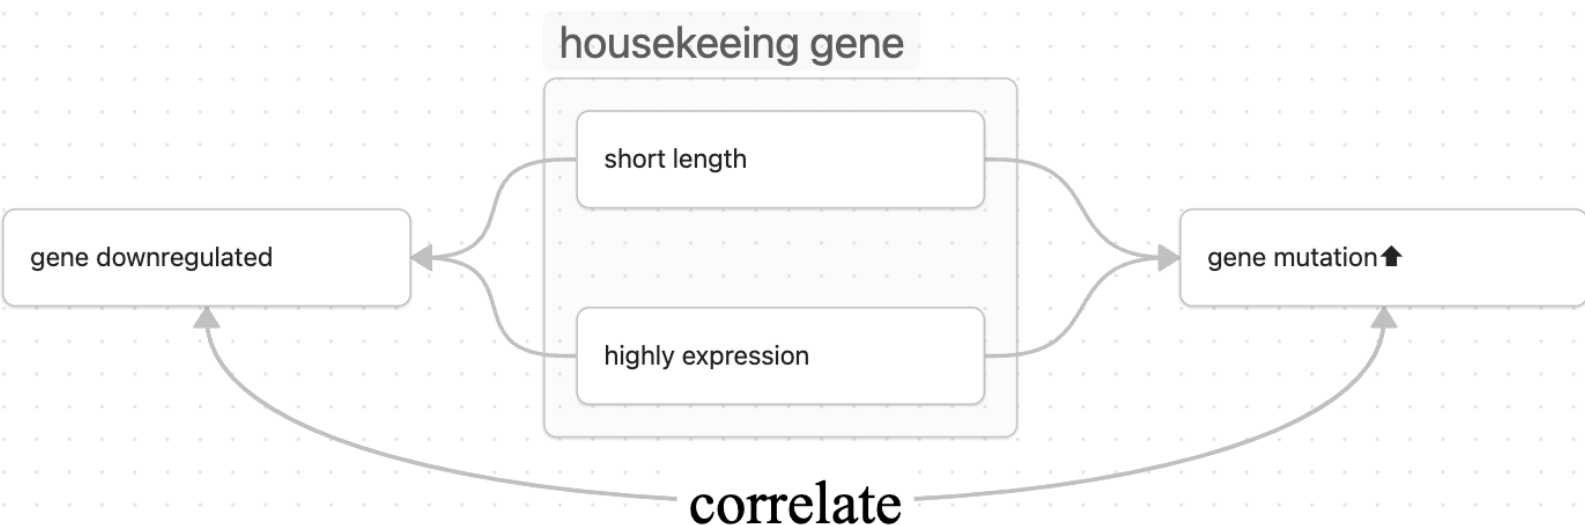 housekeeing gene
short length
gene downregulated
gene mutation⬆
highly expression
correlate